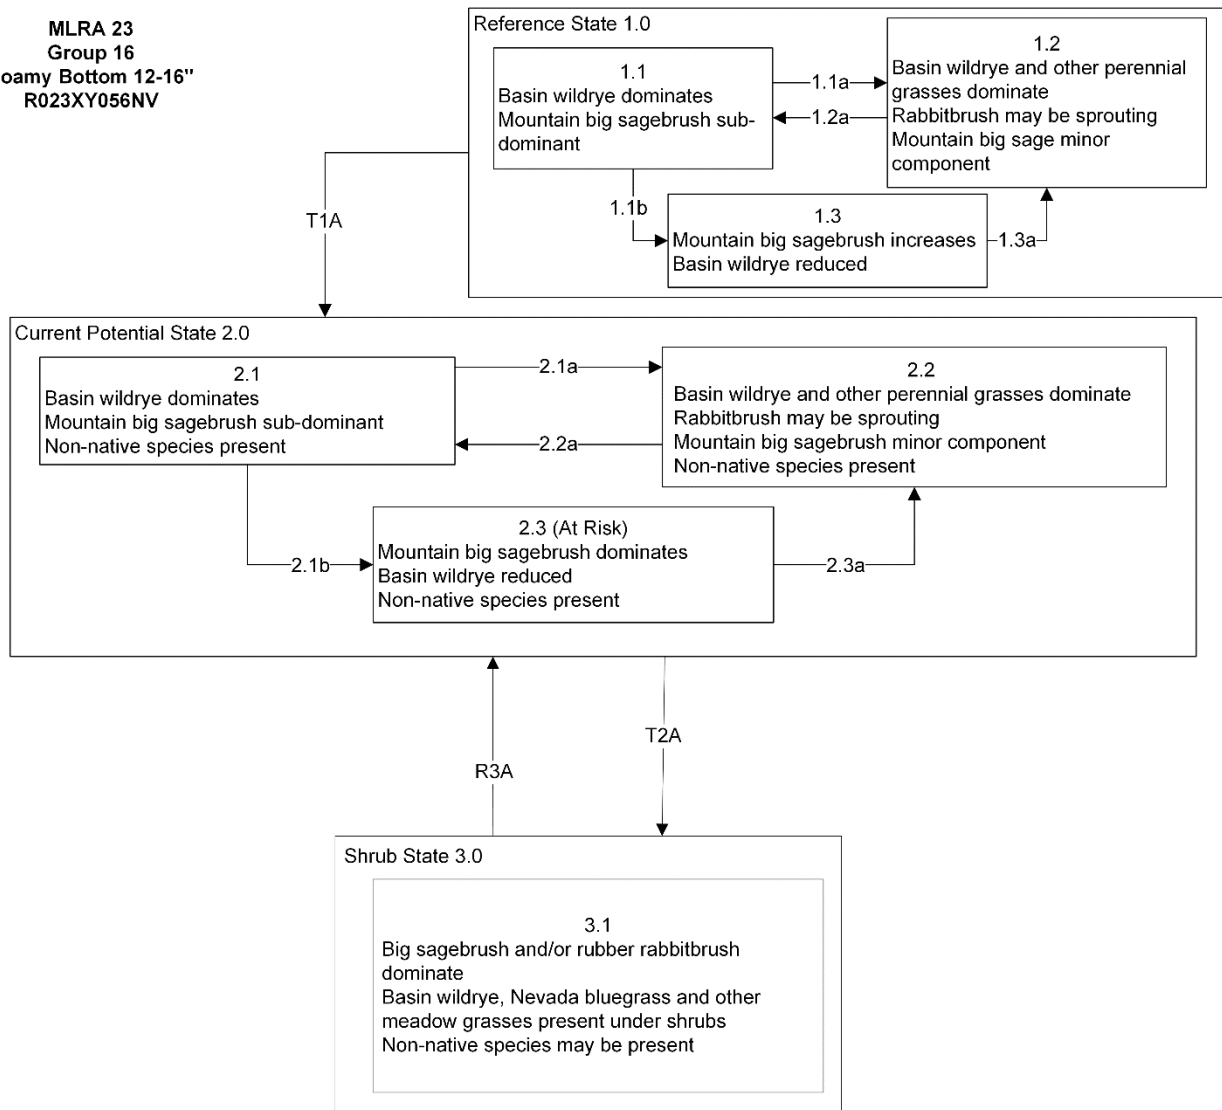 MLRA 23
Group 16
oamy Bottom 12-16"
R023XY056NV
Reference State 1.0
1.1
Basin wildrye dominates
Mountain big sagebrush sub-
dominant
1.1a
1.2a
1.2
Basin wildrye and other perennial
grasses dominate
Rabbitbrush may be sprouting
Mountain big sage minor
component
1.1b
1.3
Mountain big sagebrush increases
Basin wildrye reduced
1.3a
T1A
Current Potential State 2.0
2.1
Basin wildrye dominates
Mountain big sagebrush sub-dominant
Non-native species present
2.1a
2.2a
2.2
Basin wildrye and other perennial grasses dominate
Rabbitbrush may be sprouting
Mountain big sagebrush minor component
Non-native species present
2.1b
2.3 (At Risk)
Mountain big sagebrush dominates
Basin wildrye reduced
Non-native species present
2.3a
R3A
T2A
Shrub State 3.0
3.1
Big sagebrush and/or rubber rabbitbrush
dominate
Basin wildrye, Nevada bluegrass and other
meadow grasses present under shrubs
Non-native species may be present